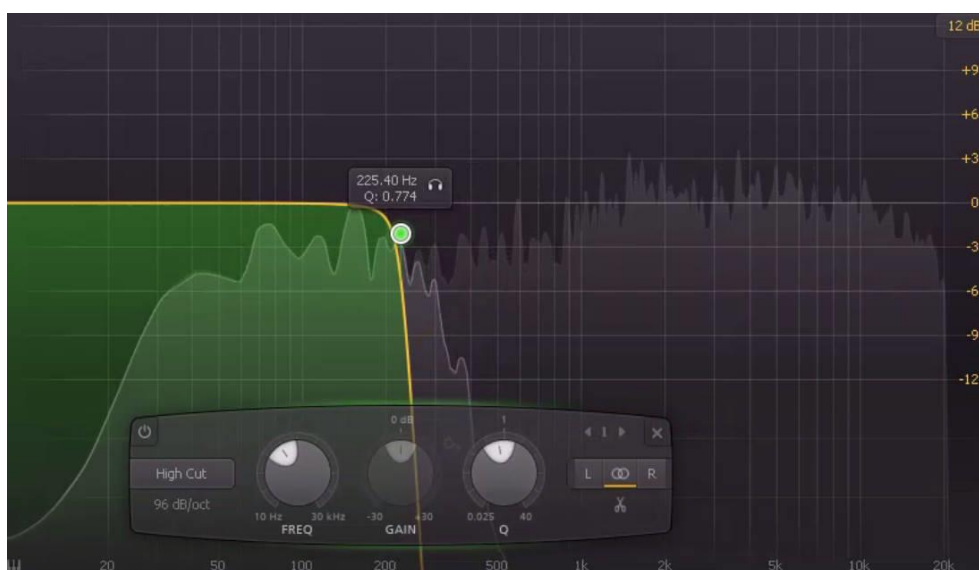 12 dB
+9
+6
+3
0
-3
-6
-9
-12
225.40 Hz
Q: 0.774
0 dB
1
1
High Cut
96 dB/oct
10 Hz 30 kHz
FREQ
-30 +30
GAIN
0.025 40
Q
L R
20 50 100 200 500 1k 2k 5k 10k 20k